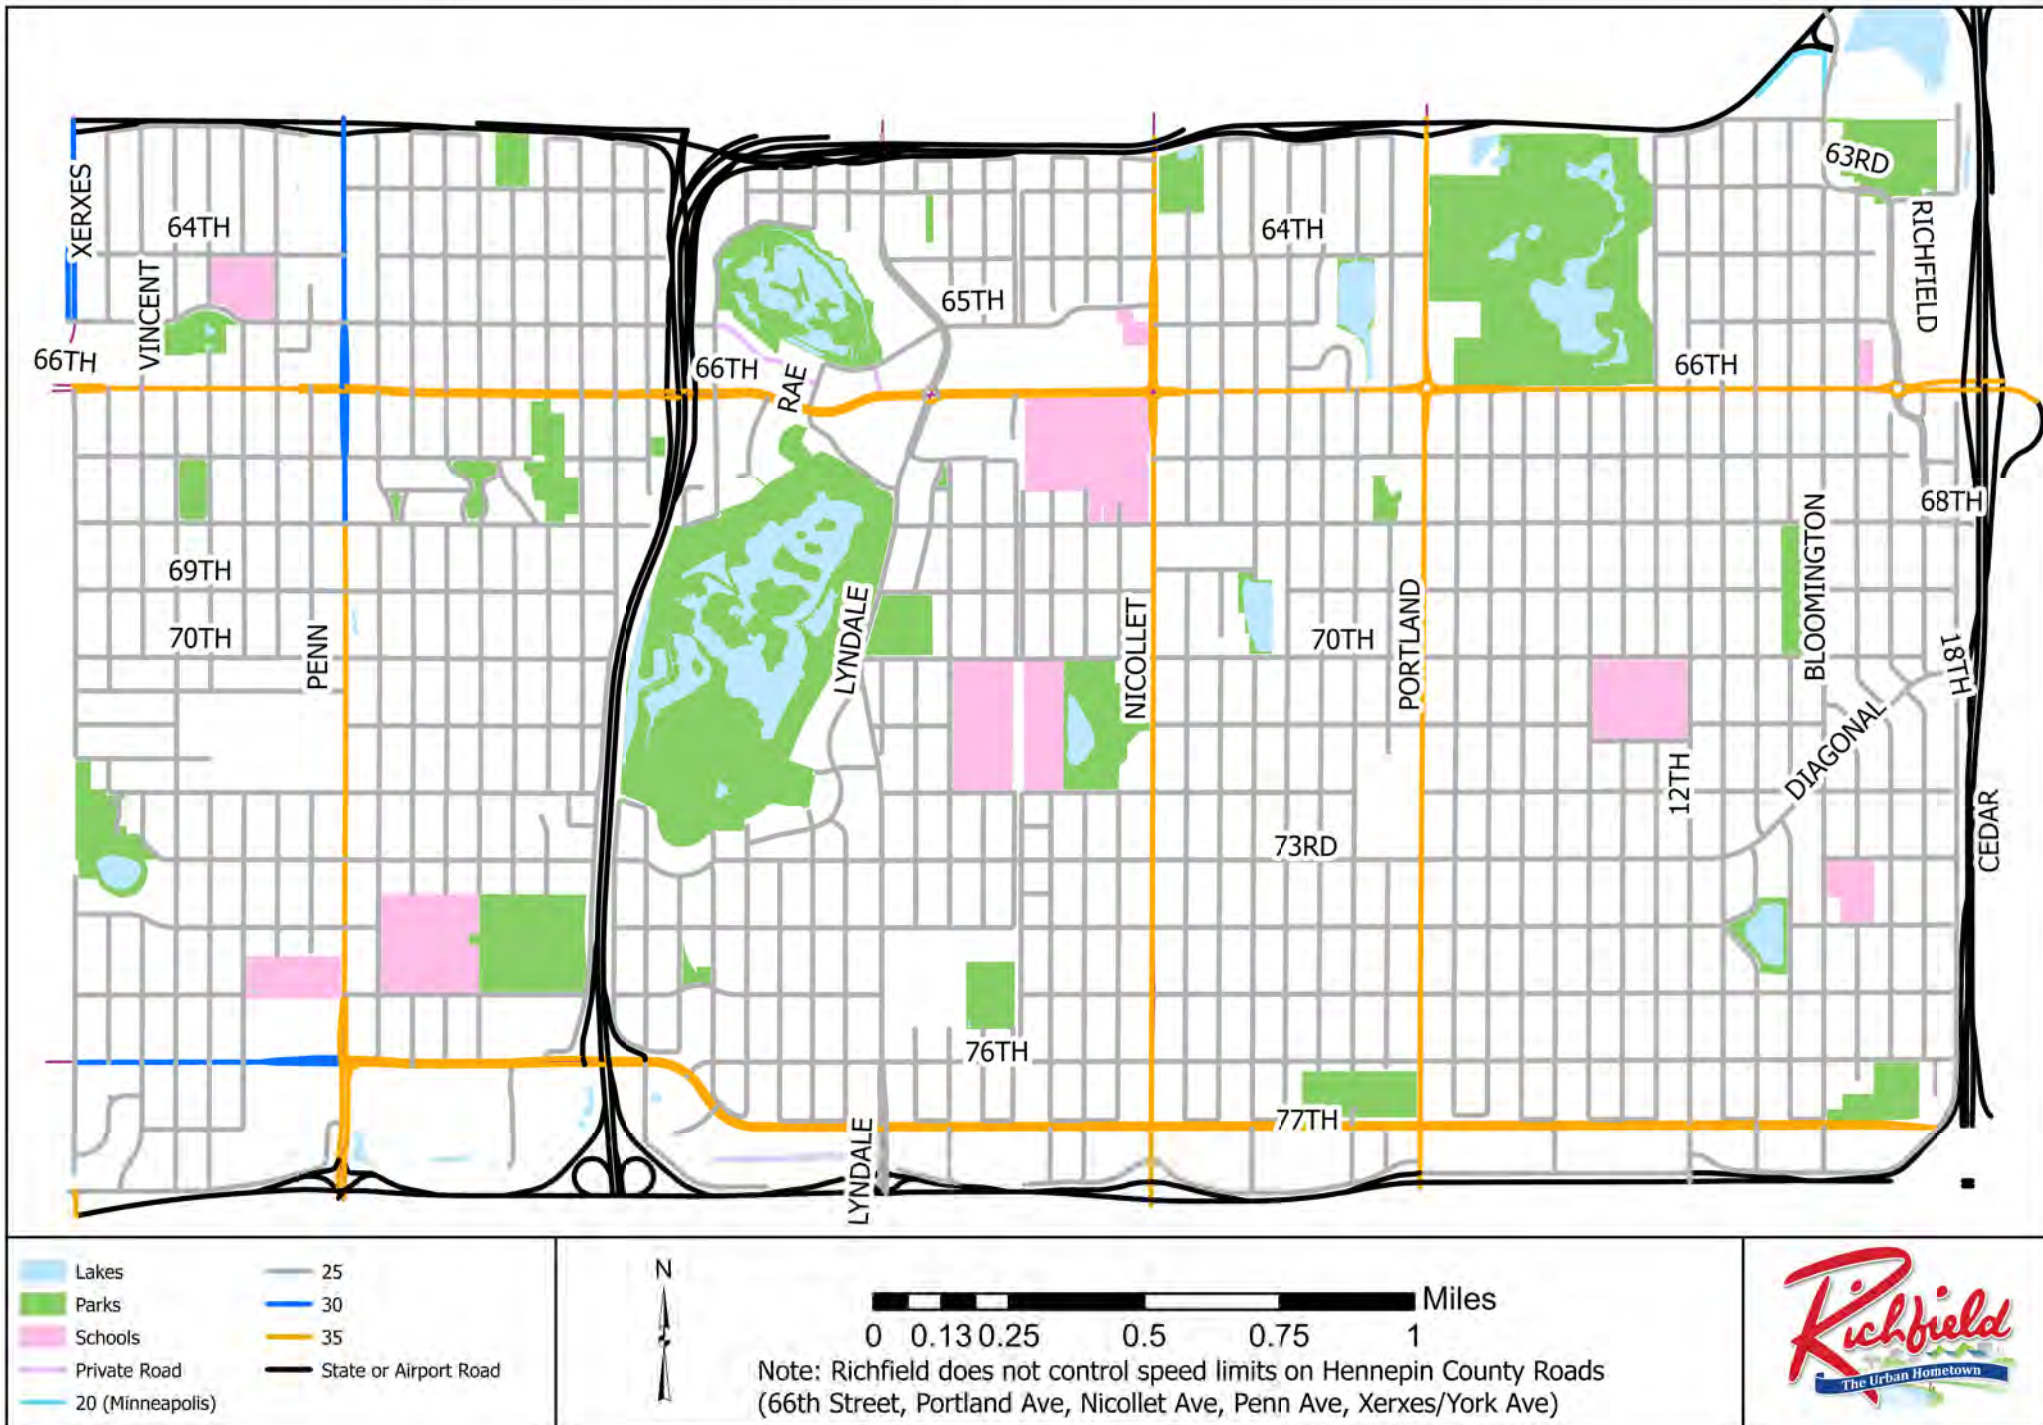 XERXES
63RD
64TH
64TH
RICHFIELD
VINCENT
65TH
66TH
66TH
RAE
66TH
68TH
BLOOMINGTON
69TH
LYNDALE
NICOLLET
PORTLAND
70TH
PENN
70TH
18TH
DIAGONAL
12TH
CEDAR
73RD
76TH
77TH
LYNDALE
Lakes
Parks
Schools
Private Road
20 (Minneapolis)
25
30
35
State or Airport Road
N
Miles
0 0.13 0.25 0.5 0.75 1
Note: Richfield does not control speed limits on Hennepin County Roads
(66th Street, Portland Ave, Nicollet Ave, Penn Ave, Xerxes/York Ave)
Richfield
The Urban Hometown